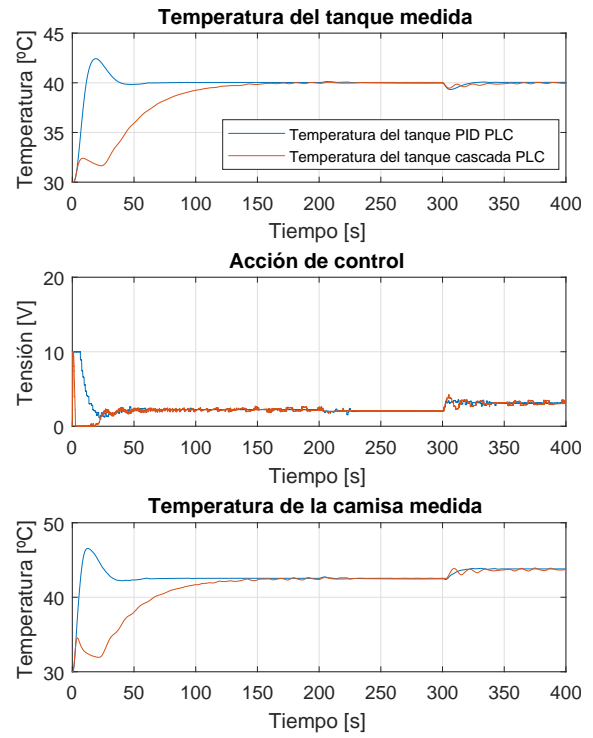 Temperatura del tanque medida
Temperatura [ºC]
45
40
35
30
Temperatura del tanque PID PLC
Temperatura del tanque cascada PLC
0 50 100 150 200 250 300 350 400
Tiempo [s]
Acción de control
Tensión [V]
20
10
0
0 50 100 150 200 250 300 350 400
Tiempo [s]
Temperatura de la camisa medida
Temperatura [ºC]
50
40
30
0 50 100 150 200 250 300 350 400
Tiempo [s]